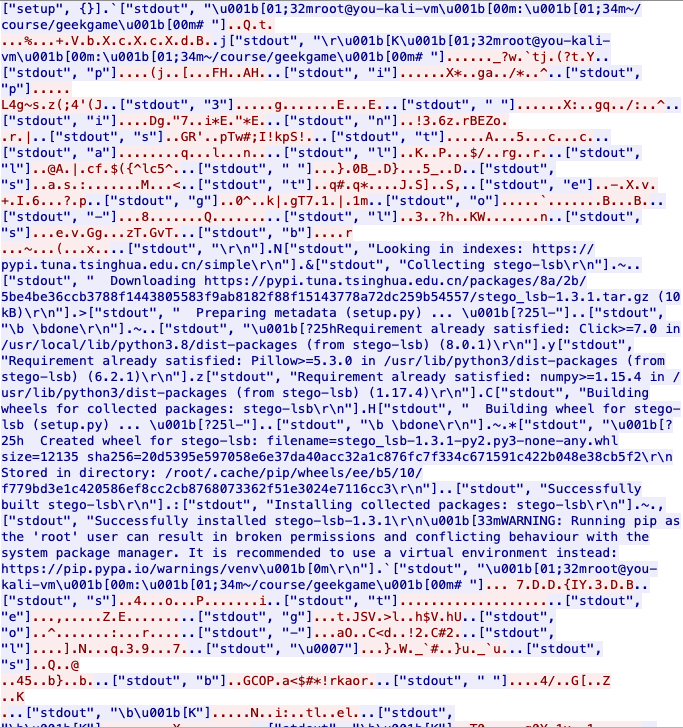 ["setup", {}].`["stdout", "\u001b[01;32mroot@you-kali-vm\u001b[00m:\u001b[01;34m~/
course/geekgame\u001b[00m# "]..Q.t.
...%...+.V.b.X.c.X.c.X.d.B..j["stdout", "\r\u001b[K\u001b[01;32mroot@you-kali-
vm\u001b[00m:\u001b[01;34m~/course/geekgame\u001b[00m# "]......_?w.`tj.(?t.Y..
["stdout", "p"]....(j..[...FH..AH...["stdout", "i"].......X*..ga../*..^..["stdout",
"p"].....
L4g~s.z(;4'(J..["stdout", "3"].....g.......E...E...["stdout", " "].......X:..gq../:..^..
["stdout", "i"]....Dg."7..i*E."*E...["stdout", "n"]..!3.6z.rBEZo.
.r.|..["stdout", "s"]..GR'..pTw#;I!kpS!...["stdout", "t"].....A...5....c...c...
["stdout", "a"]........q...l...n....["stdout", "l"]..K..P...$/..rg..r...["stdout",
"l"]..@A.|.cf.$({^lc5^...["stdout", " "]...}.0B_.D}...5_..D..["stdout",
"s"]..a.s.:.......M...<..["stdout", "t"]..q#.q*....J.S]..S,..["stdout", "e"]..-.X.v.
+.I.6...?.p..["stdout", "g"]..0^..k|.gT7.1.|.1m..["stdout", "o"].....`.......B...B...
["stdout", "-"]...8.......Q........["stdout", "l"]..3..?h..KW.......n..["stdout",
"s"]...e.v.Gg...zT.GvT...["stdout", "b"]....r
...~...(....x....["stdout", "\r\n"].N["stdout", "Looking in indexes: https://
pypi.tuna.tsinghua.edu.cn/simple\r\n"].&["stdout", "Collecting stego-lsb\r\n"].~..
["stdout", "  Downloading https://pypi.tuna.tsinghua.edu.cn/packages/8a/2b/
5be4be36ccb3788f1443805583f9ab8182f88f15143778a72dc259b54557/stego_lsb-1.3.1.tar.gz (10
kB)\r\n"].>["stdout", "  Preparing metadata (setup.py) ... \u001b[?25l-"]..["stdout",
"\b \bdone\r\n"].~..["stdout", "\u001b[?25hRequirement already satisfied: Click>=7.0 in
/usr/local/lib/python3.8/dist-packages (from stego-lsb) (8.0.1)\r\n"].y["stdout",
"Requirement already satisfied: Pillow>=5.3.0 in /usr/lib/python3/dist-packages (from
stego-lsb) (6.2.1)\r\n"].z["stdout", "Requirement already satisfied: numpy>=1.15.4 in /
usr/lib/python3/dist-packages (from stego-lsb) (1.17.4)\r\n"].C["stdout", "Building
wheels for collected packages: stego-lsb\r\n"].H["stdout", "  Building wheel for stego-
lsb (setup.py) ... \u001b[?25l-"]..["stdout", "\b \bdone\r\n"].~.*["stdout", "\u001b[?
25h  Created wheel for stego-lsb: filename=stego_lsb-1.3.1-py2.py3-none-any.whl
size=12135 sha256=20d5395e597058e6e37da40acc32a1c876fc7f334c671591c422b048e38cb5f2\r\n
Stored in directory: /root/.cache/pip/wheels/ee/b5/10/
f779bd3e1c420586ef8cc2cb8768073362f51e3024e7116cc3\r\n"]..["stdout", "Successfully
built stego-lsb\r\n"].:["stdout", "Installing collected packages: stego-lsb\r\n"].~.,
["stdout", "Successfully installed stego-lsb-1.3.1\r\n\u001b[33mWARNING: Running pip as
the 'root' user can result in broken permissions and conflicting behaviour with the
system package manager. It is recommended to use a virtual environment instead:
https://pip.pypa.io/warnings/venv\u001b[0m\r\n"].`["stdout", "\u001b[01;32mroot@you-
kali-vm\u001b[00m:\u001b[01;34m~/course/geekgame\u001b[00m# "]... 7.D.D.{IY.3.D.B..
["stdout", "s"]..4...o...P.......i..["stdout", "t"]....................["stdout",
"e"]...,.....Z.E........["stdout", "g"]...t.JSV.>l..h$V.hU..["stdout",
"o"]..^.......:...r.....["stdout", "-"]...aO..C<d..!2.C#2...["stdout",
"l"]....].N...q.3.9...7..["stdout", "\u0007"]...}.W._`#..}u._`u...["stdout",
"s"]..Q..@
..45..b}..b...["stdout", "b"]..GCOP.a<$#*!rkaor...["stdout", " "]....4/..G[..Z
..K
...["stdout", "\b\u001b[K"].....N..i:..tl..el...["stdout",